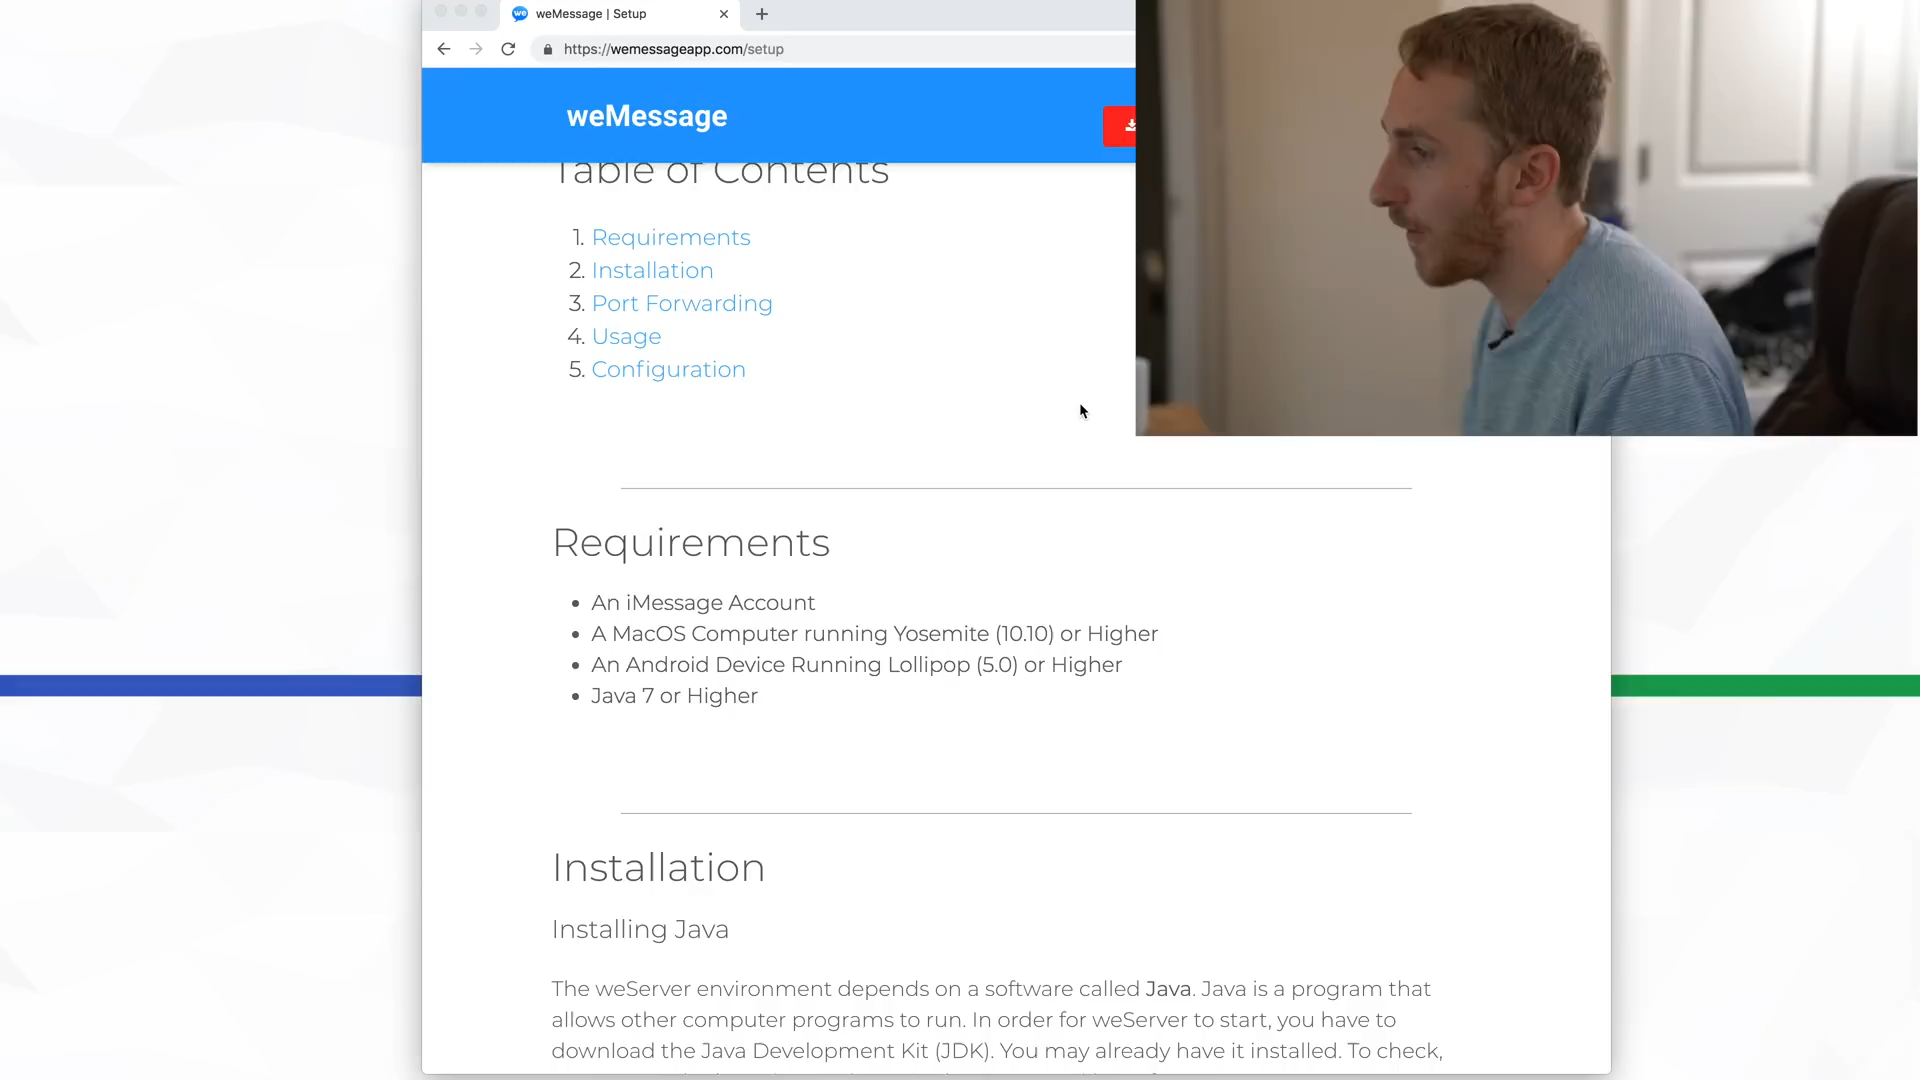 we weMessage | Setup
https://wemessageapp.com/setup
weMessage
Table of Contents
1. Requirements
2. Installation
3. Port Forwarding
4. Usage
5. Configuration
Requirements
• An iMessage Account
• A MacOS Computer running Yosemite (10.10) or Higher
• An Android Device Running Lollipop (5.0) or Higher
• Java 7 or Higher
Installation
Installing Java
The weServer environment depends on a software called Java. Java is a program that
allows other computer programs to run. In order for weServer to start, you have to
download the Java Development Kit (JDK). You may already have it installed. To check,